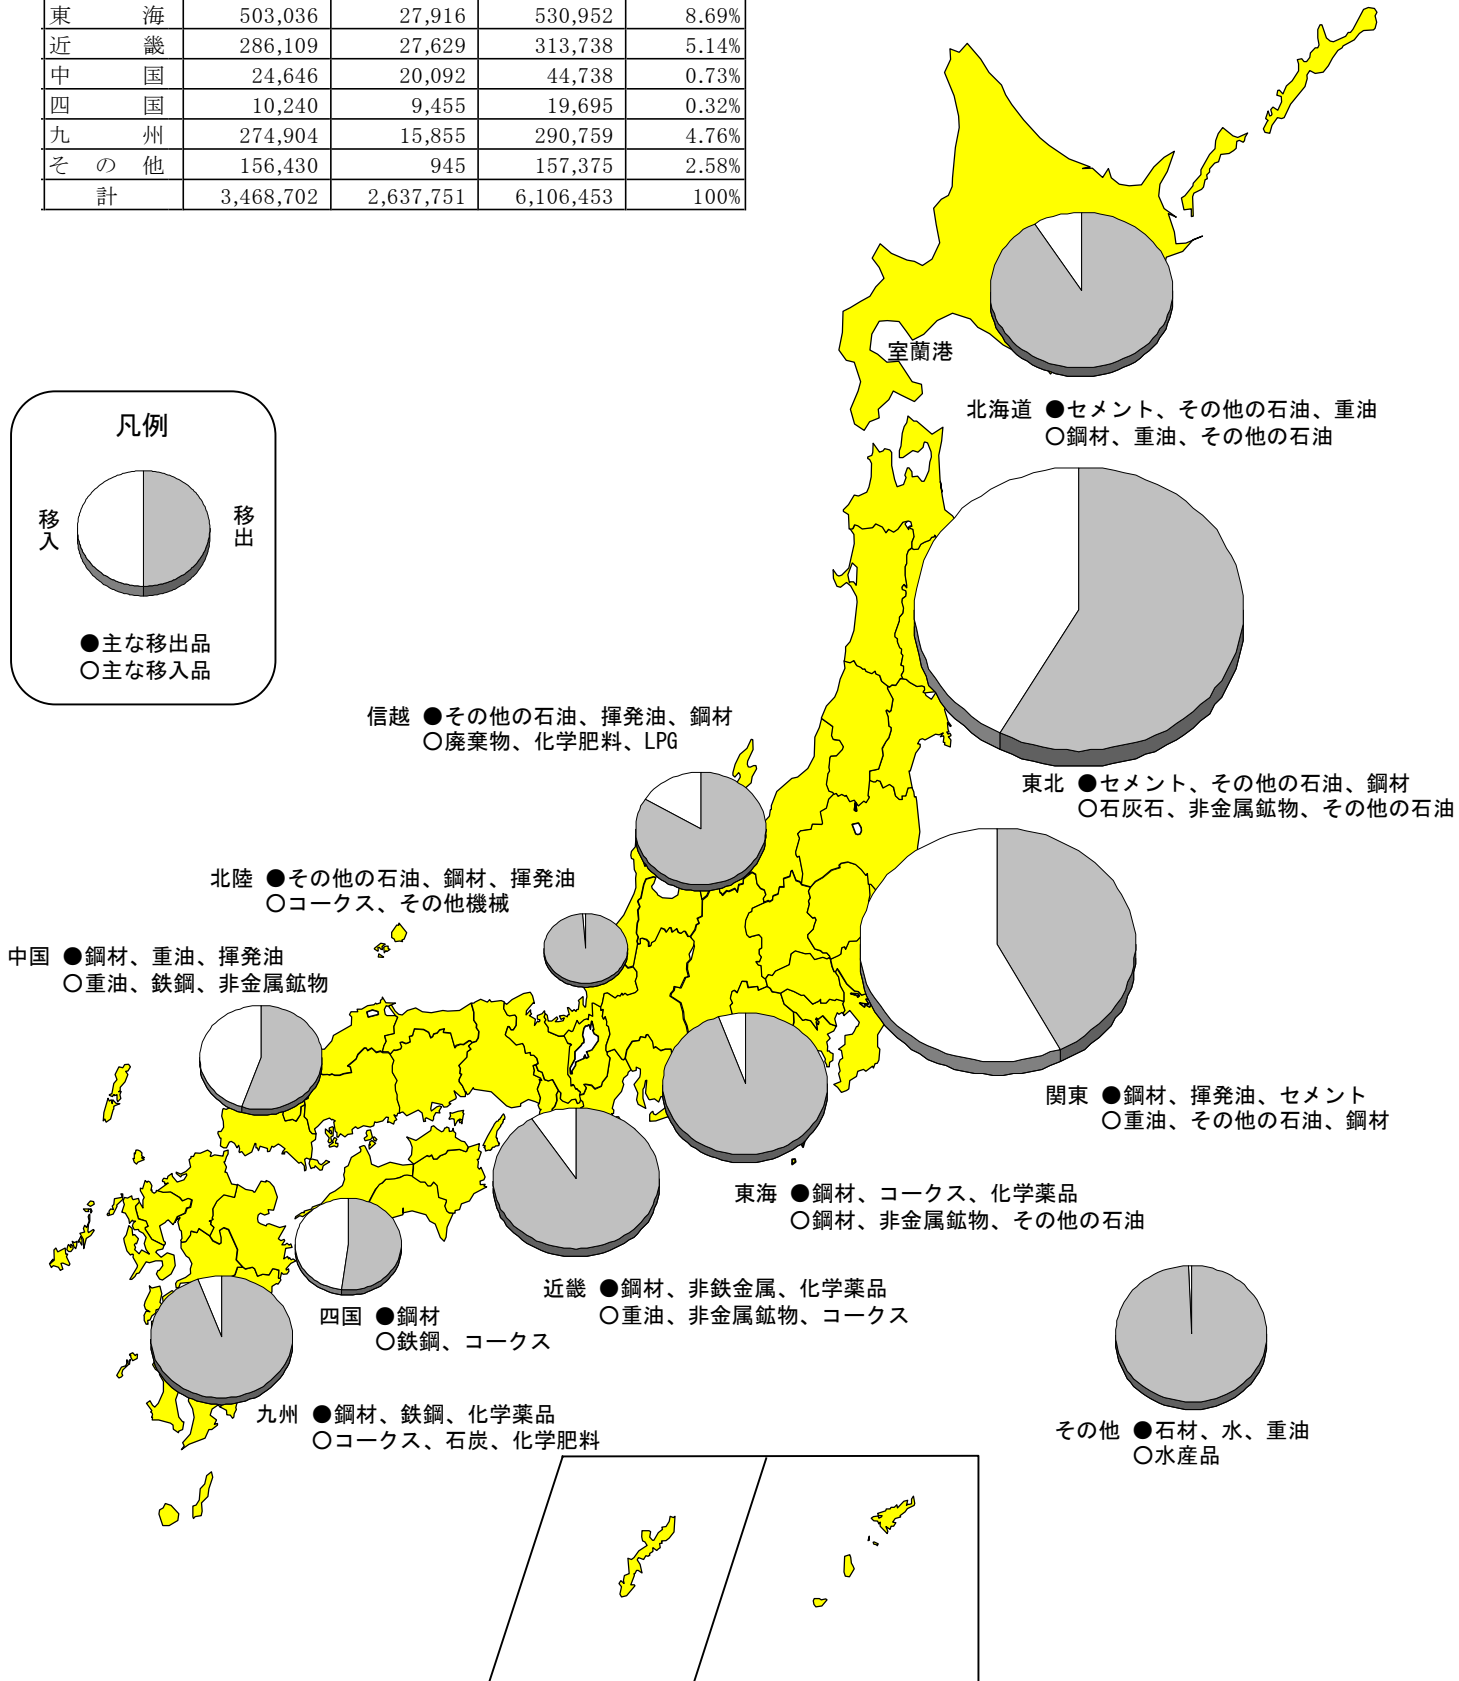 東海 503,036 27,916 530,952 8.69%
近畿 286,109 27,629 313,738 5.14%
中国 24,646 20,092 44,738 0.73%
四国 10,240 9,455 19,695 0.32%
九州 274,904 15,855 290,759 4.76%
その他 156,430 945 157,375 2.58%
計 3,468,702 2,637,751 6,106,453 100%
室蘭港
北海道 ●セメント、その他の石油、重油
○鋼材、重油、その他の石油
凡例
移入
移出
●主な移出品
○主な移入品
信越 ●その他の石油、揮発油、鋼材
○廃棄物、化学肥料、LPG
東北 ●セメント、その他の石油、鋼材
○石灰石、非金属鉱物、その他の石油
北陸 ●その他の石油、鋼材、揮発油
○コークス、その他機械
中国 ●鋼材、重油、揮発油
○重油、鉄鋼、非金属鉱物
関東 ●鋼材、揮発油、セメント
○重油、その他の石油、鋼材
東海 ●鋼材、コークス、化学薬品
○鋼材、非金属鉱物、その他の石油
近畿 ●鋼材、非鉄金属、化学薬品
○重油、非金属鉱物、コークス
四国 ●鋼材
○鉄鋼、コークス
九州 ●鋼材、鉄鋼、化学薬品
○コークス、石炭、化学肥料
その他 ●石材、水、重油
○水産品